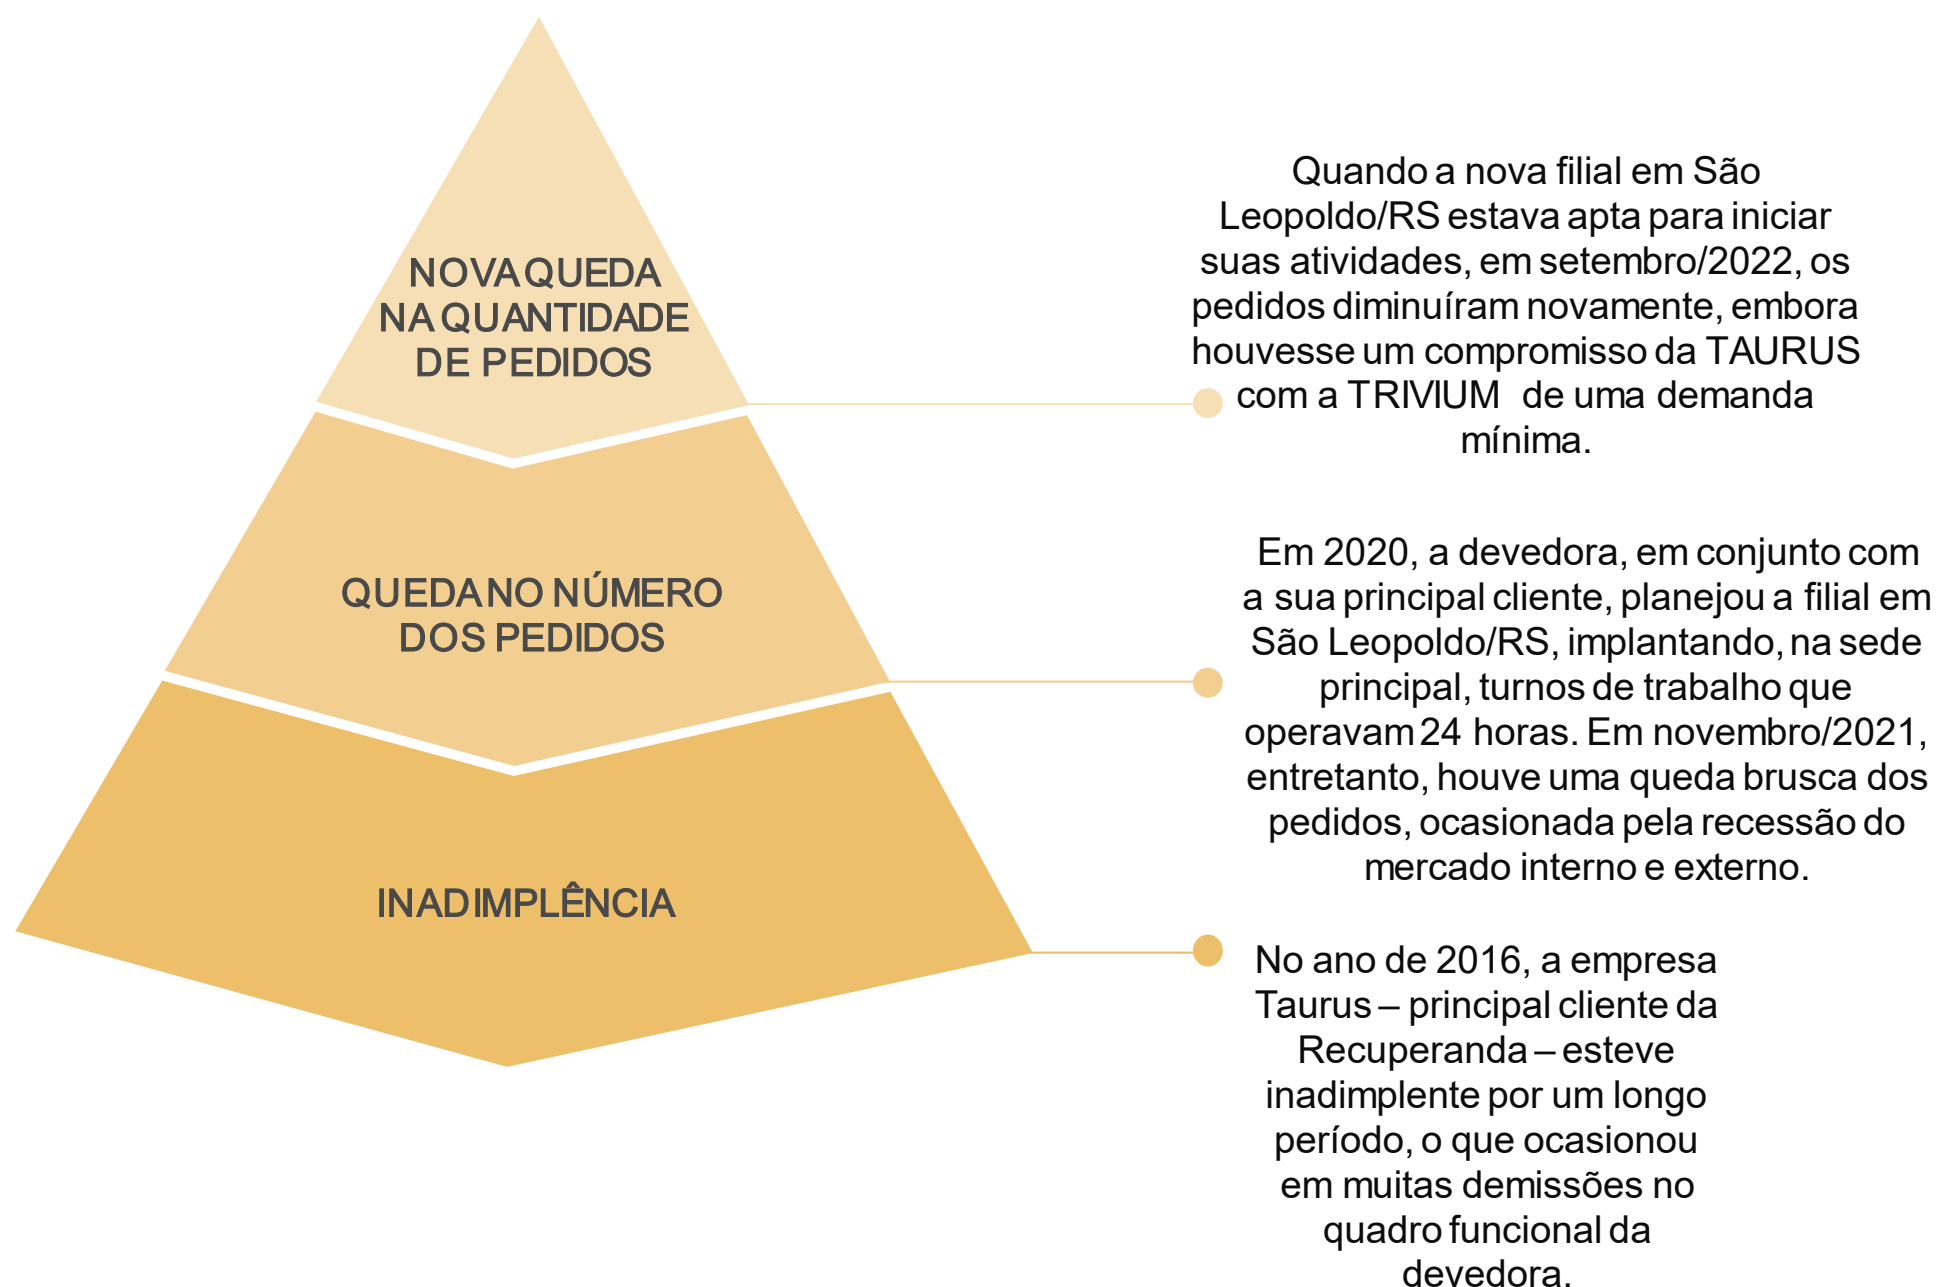 NOVA QUEDA
NA QUANTIDADE
DE PEDIDOS
Quando a nova filial em São
Leopoldo/RS estava apta para iniciar
suas atividades, em setembro/2022, os
pedidos diminuíram novamente, embora
houvesse um compromisso da TAURUS
com a TRIVIUM de uma demanda
mínima.
QUEDA NO NÚMERO
DOS PEDIDOS
Em 2020, a devedora, em conjunto com
a sua principal cliente, planejou a filial em
São Leopoldo/RS, implantando, na sede
principal, turnos de trabalho que
operavam 24 horas. Em novembro/2021,
entretanto, houve uma queda brusca dos
pedidos, ocasionada pela recessão do
mercado interno e externo.
INADIMPLÊNCIA
No ano de 2016, a empresa
Taurus – principal cliente da
Recuperanda – esteve
inadimplente por um longo
período, o que ocasionou
em muitas demissões no
quadro funcional da
devedora.